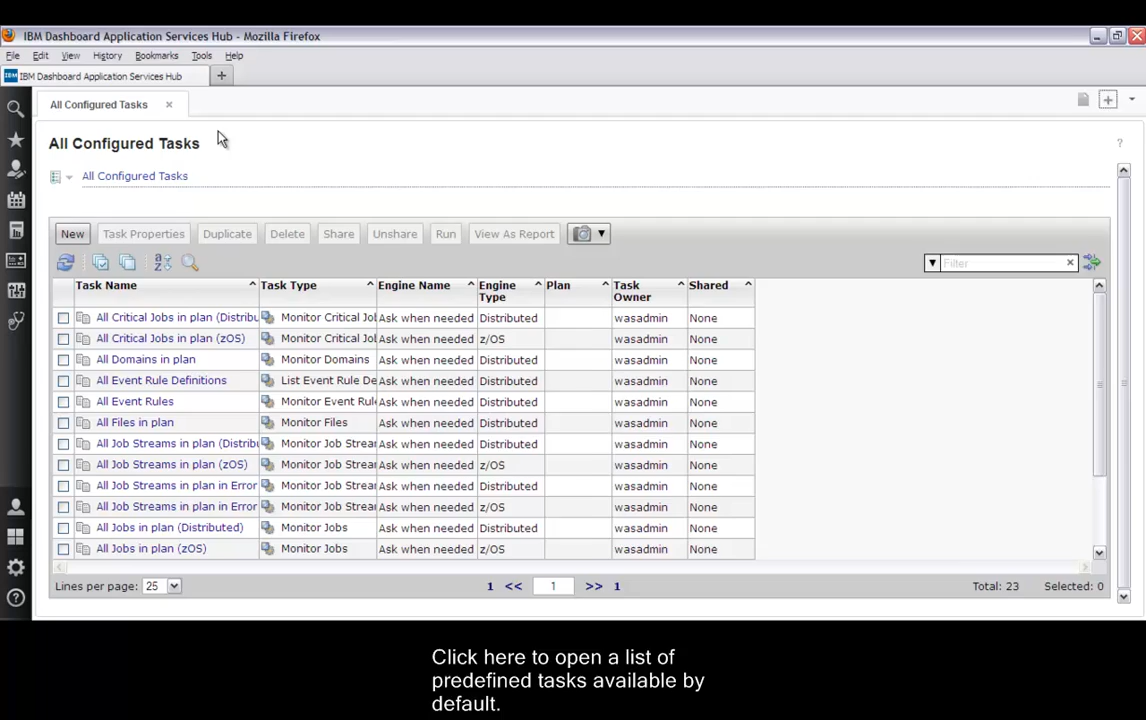 IBM Dashboard Application Services Hub - Mozilla Firefox
File Edit View History Bookmarks Tools Help
IBM IBM Dashboard Application Services Hub
All Configured Tasks
All Configured Tasks
?
All Configured Tasks
New Task Properties Duplicate Delete Share Unshare Run View As Report
Filter
Task Name Task Type Engine Name Engine Type Plan Task Owner Shared
All Critical Jobs in plan (Distribu Monitor Critical Jo Ask when needed Distributed wasadmin None
All Critical Jobs in plan (zOS) Monitor Critical Jo Ask when needed z/OS wasadmin None
All Domains in plan Monitor Domains Ask when needed Distributed wasadmin None
All Event Rule Definitions List Event Rule De Ask when needed Distributed wasadmin None
All Event Rules Monitor Event Rul Ask when needed Distributed wasadmin None
All Files in plan Monitor Files Ask when needed Distributed wasadmin None
All Job Streams in plan (Distribu Monitor Job Strea Ask when needed Distributed wasadmin None
All Job Streams in plan (zOS) Monitor Job Strea Ask when needed z/OS wasadmin None
All Job Streams in plan in Error Monitor Job Strea Ask when needed Distributed wasadmin None
All Job Streams in plan in Error Monitor Job Strea Ask when needed z/OS wasadmin None
All Jobs in plan (Distributed) Monitor Jobs Ask when needed Distributed wasadmin None
All Jobs in plan (zOS) Monitor Jobs Ask when needed z/OS wasadmin None
Lines per page: 25 1 << 1 >> 1 Total: 23 Selected: 0
Click here to open a list of
predefined tasks available by
default.